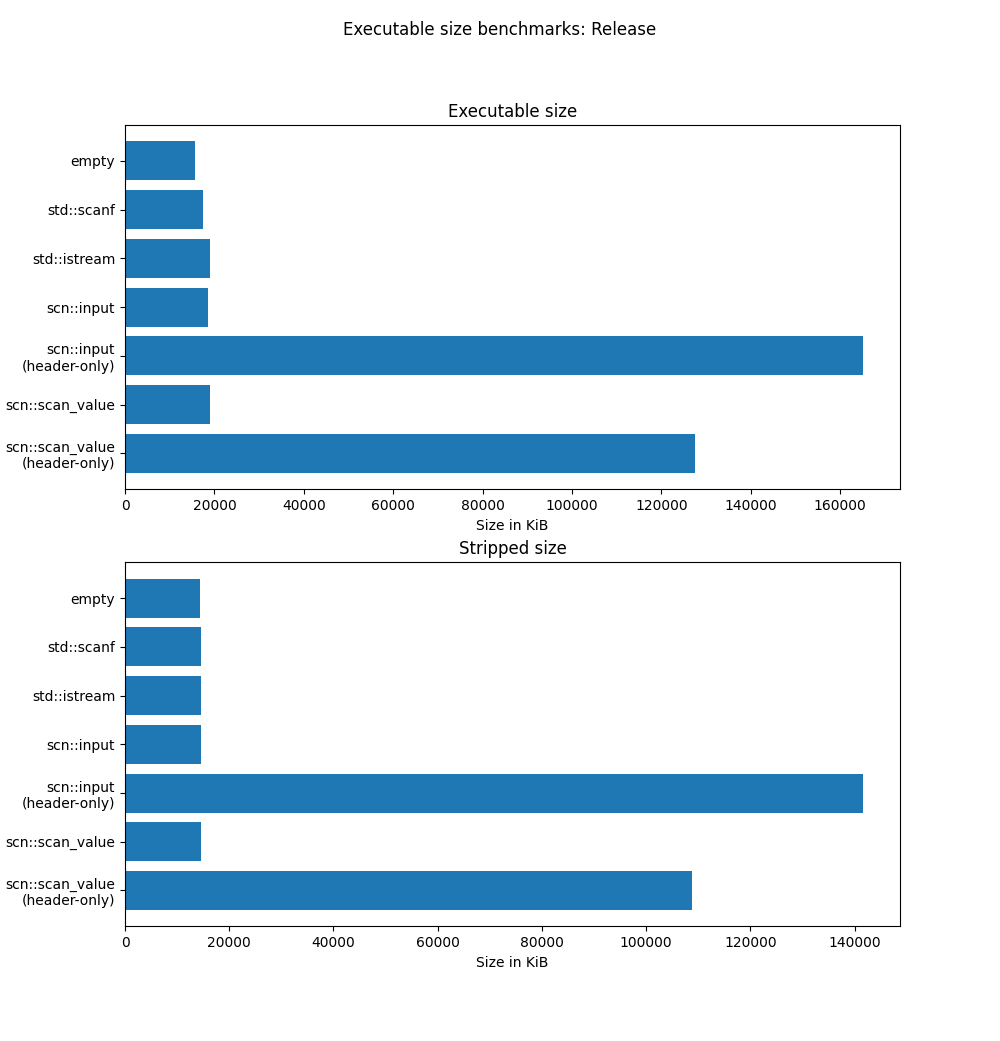 Executable size benchmarks: Release
Executable size
empty
std::scanf
std::istream
scn::input
scn::input
(header-only)
scn::scan_value
scn::scan_value
(header-only)
0 20000 40000 60000 80000 100000 120000 140000 160000
Size in KiB
Stripped size
empty
std::scanf
std::istream
scn::input
scn::input
(header-only)
scn::scan_value
scn::scan_value
(header-only)
0 20000 40000 60000 80000 100000 120000 140000
Size in KiB